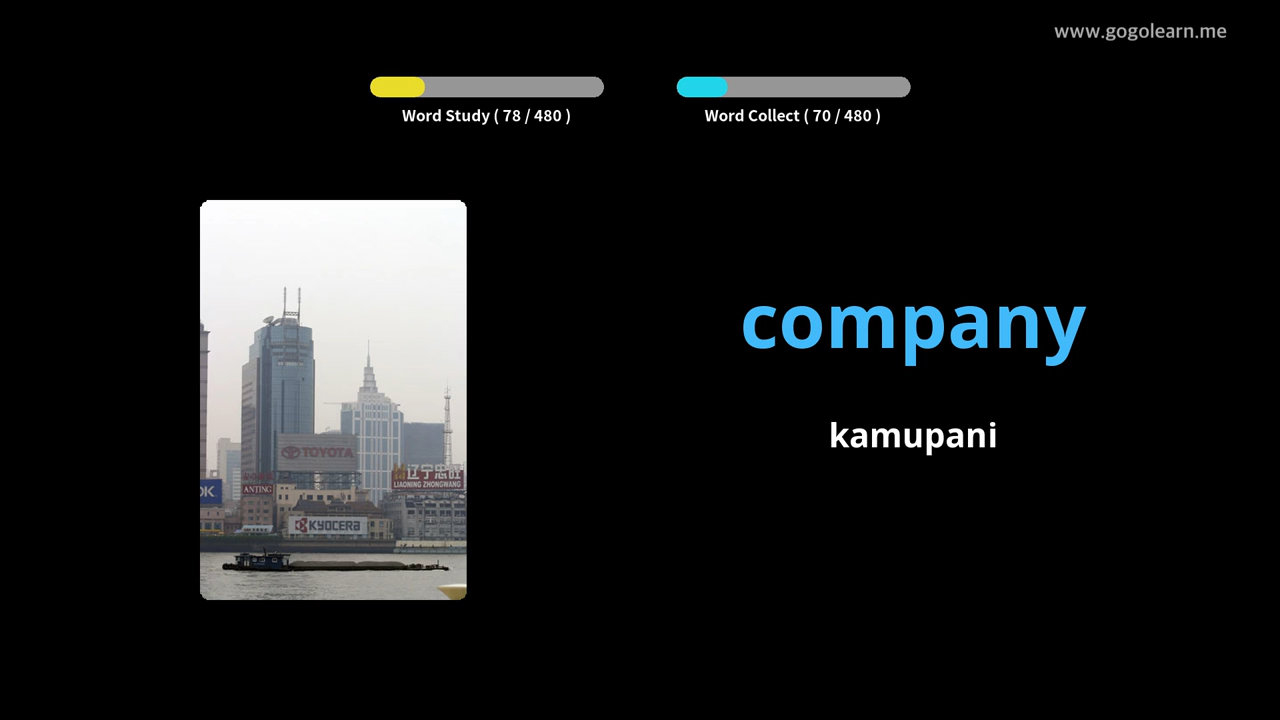 www.gogolearn.me
Word Study ( 78 / 480 )
Word Collect ( 70 / 480 )
company
kamupani
TOYOTA
辽宁忠旺
LIAONING ZHONGWANG
OK
ANTING
KYOCERA